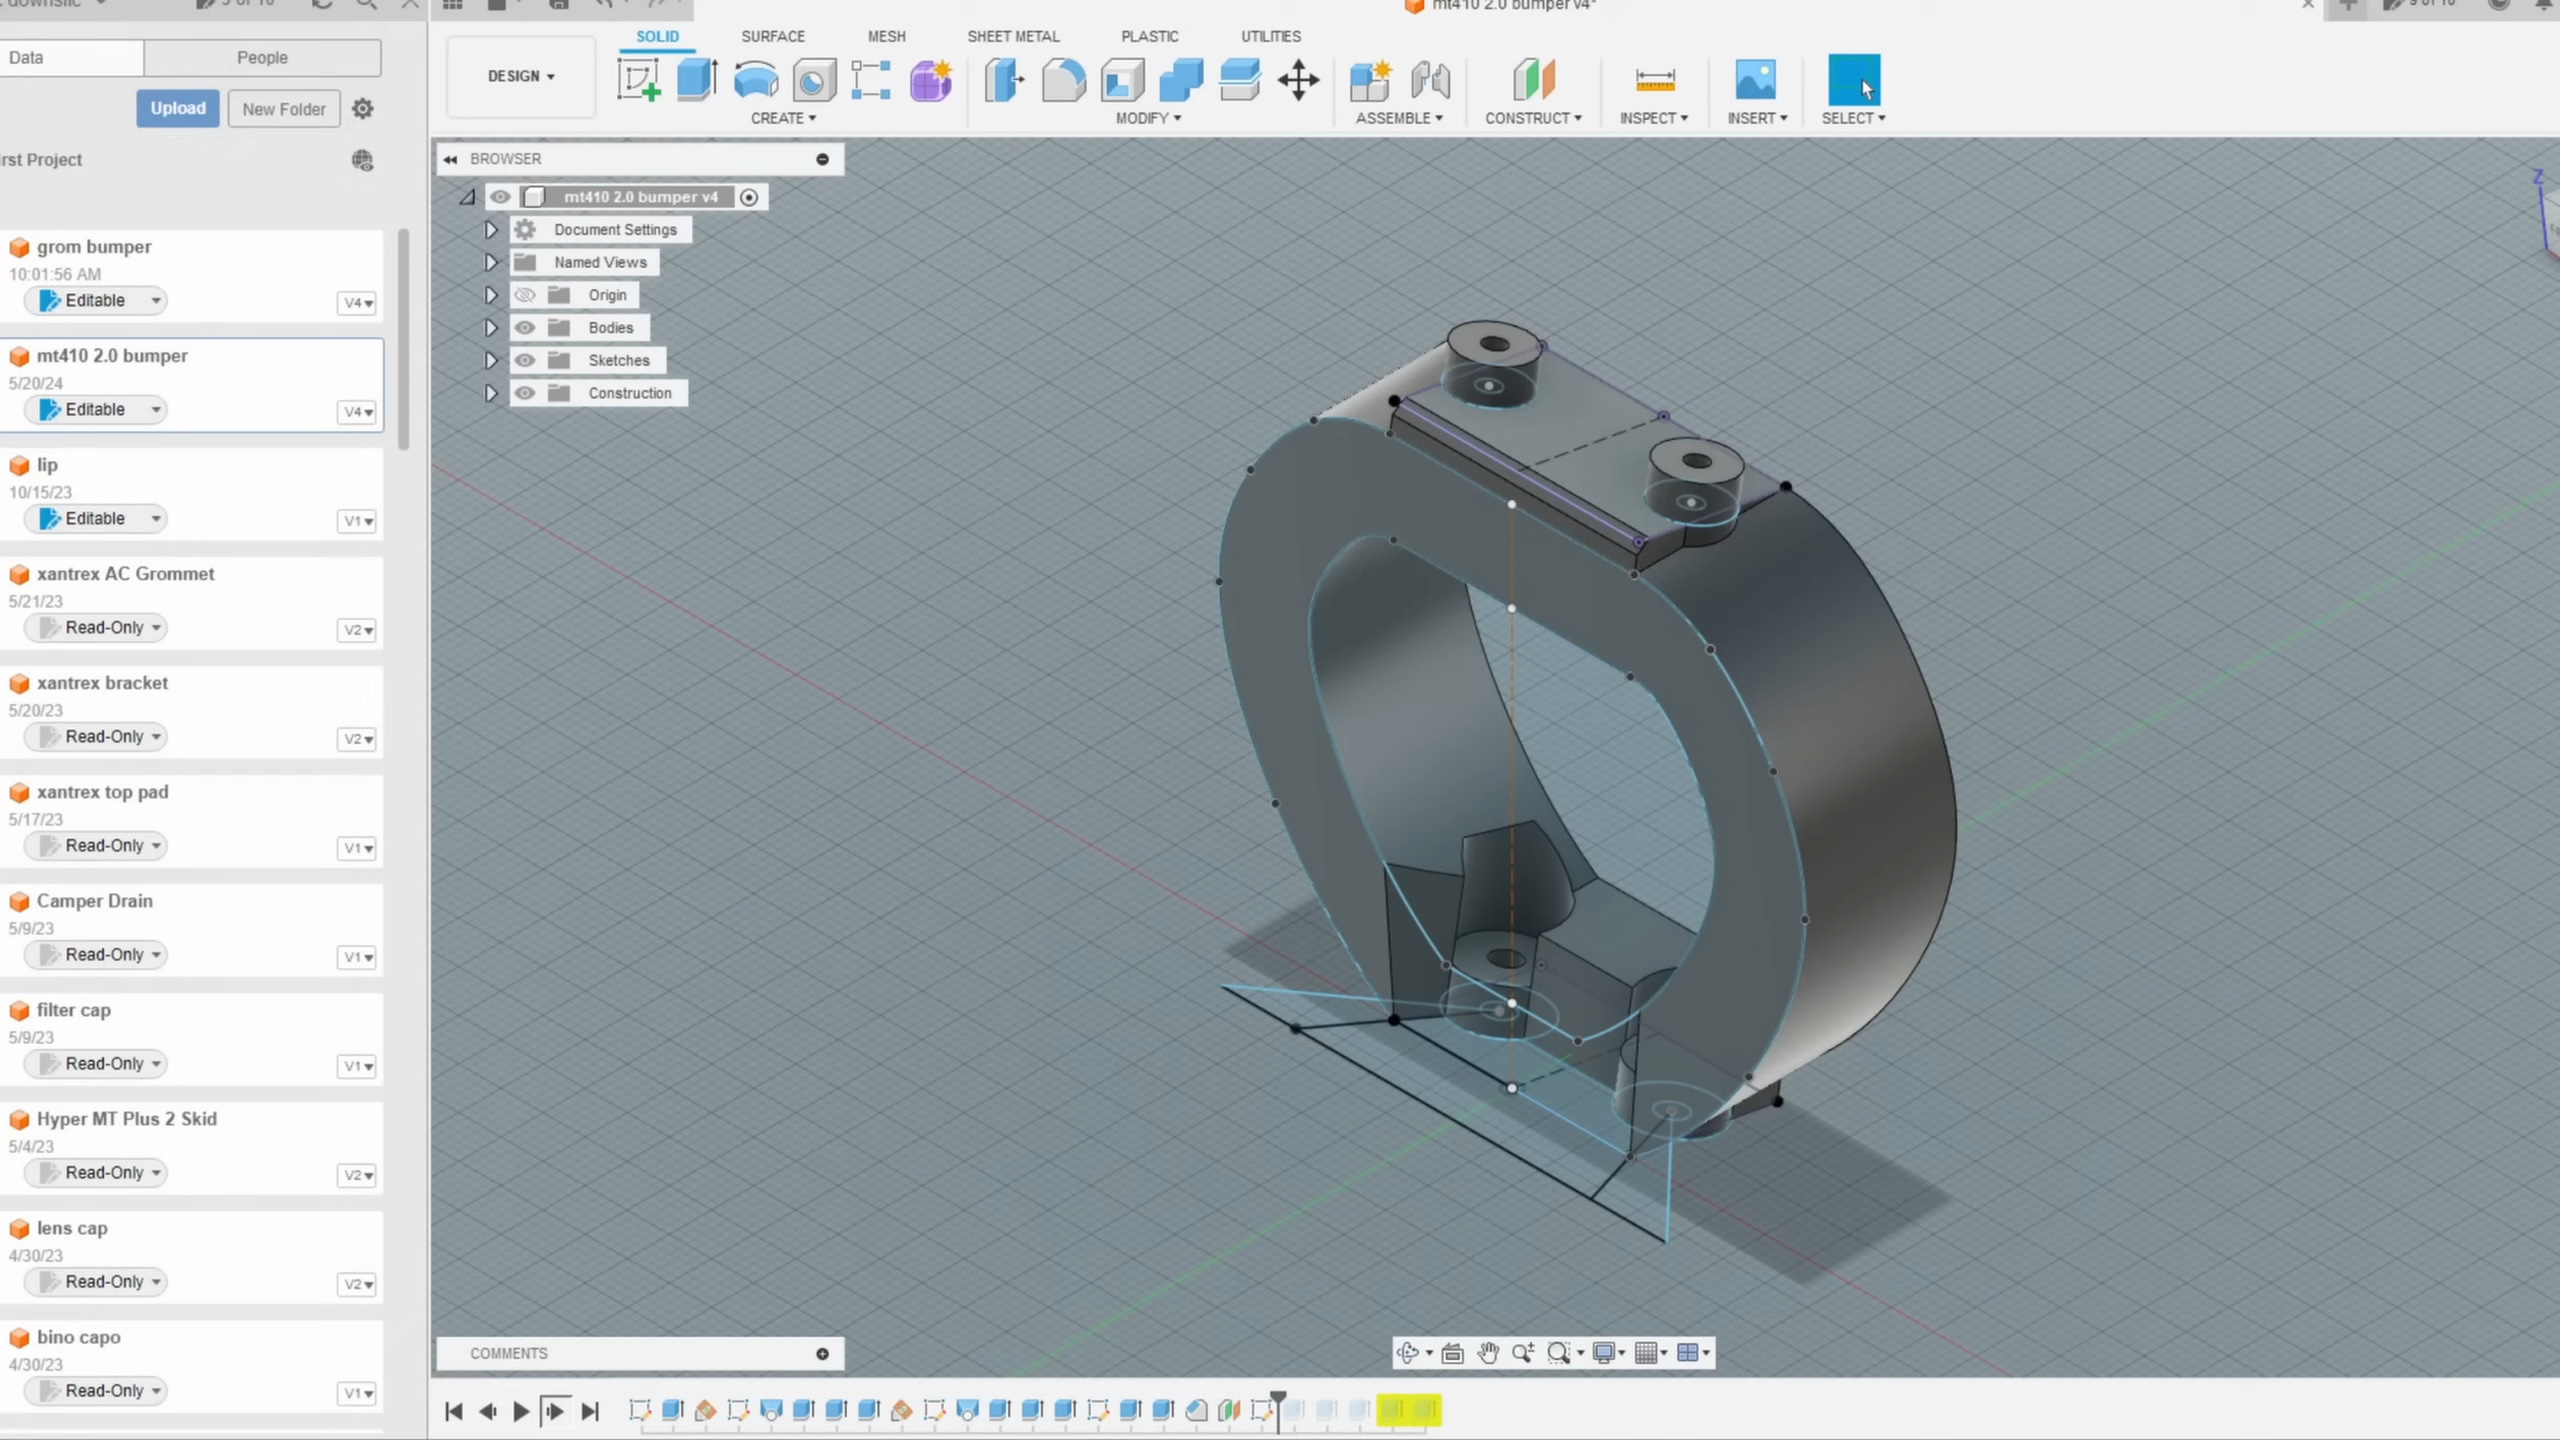 mt410 2.0 bumper v4*
Data
People
SOLID
SURFACE
MESH
SHEET METAL
PLASTIC
UTILITIES
DESIGN
Upload
New Folder
CREATE
MODIFY
ASSEMBLE
CONSTRUCT
INSPECT
INSERT
SELECT
rst Project
BROWSER
mt410 2.0 bumper v4
Document Settings
Named Views
Origin
Bodies
Sketches
Construction
Z
grom bumper
10:01:56 AM
Editable
V4
mt410 2.0 bumper
5/20/24
Editable
V4
lip
10/15/23
Editable
V1
xantrex AC Grommet
5/21/23
Read-Only
V2
xantrex bracket
5/20/23
Read-Only
V2
xantrex top pad
5/17/23
Read-Only
V1
Camper Drain
5/9/23
Read-Only
V1
filter cap
5/9/23
Read-Only
V1
Hyper MT Plus 2 Skid
5/4/23
Read-Only
V2
lens cap
4/30/23
Read-Only
V2
bino capo
4/30/23
Read-Only
V1
COMMENTS